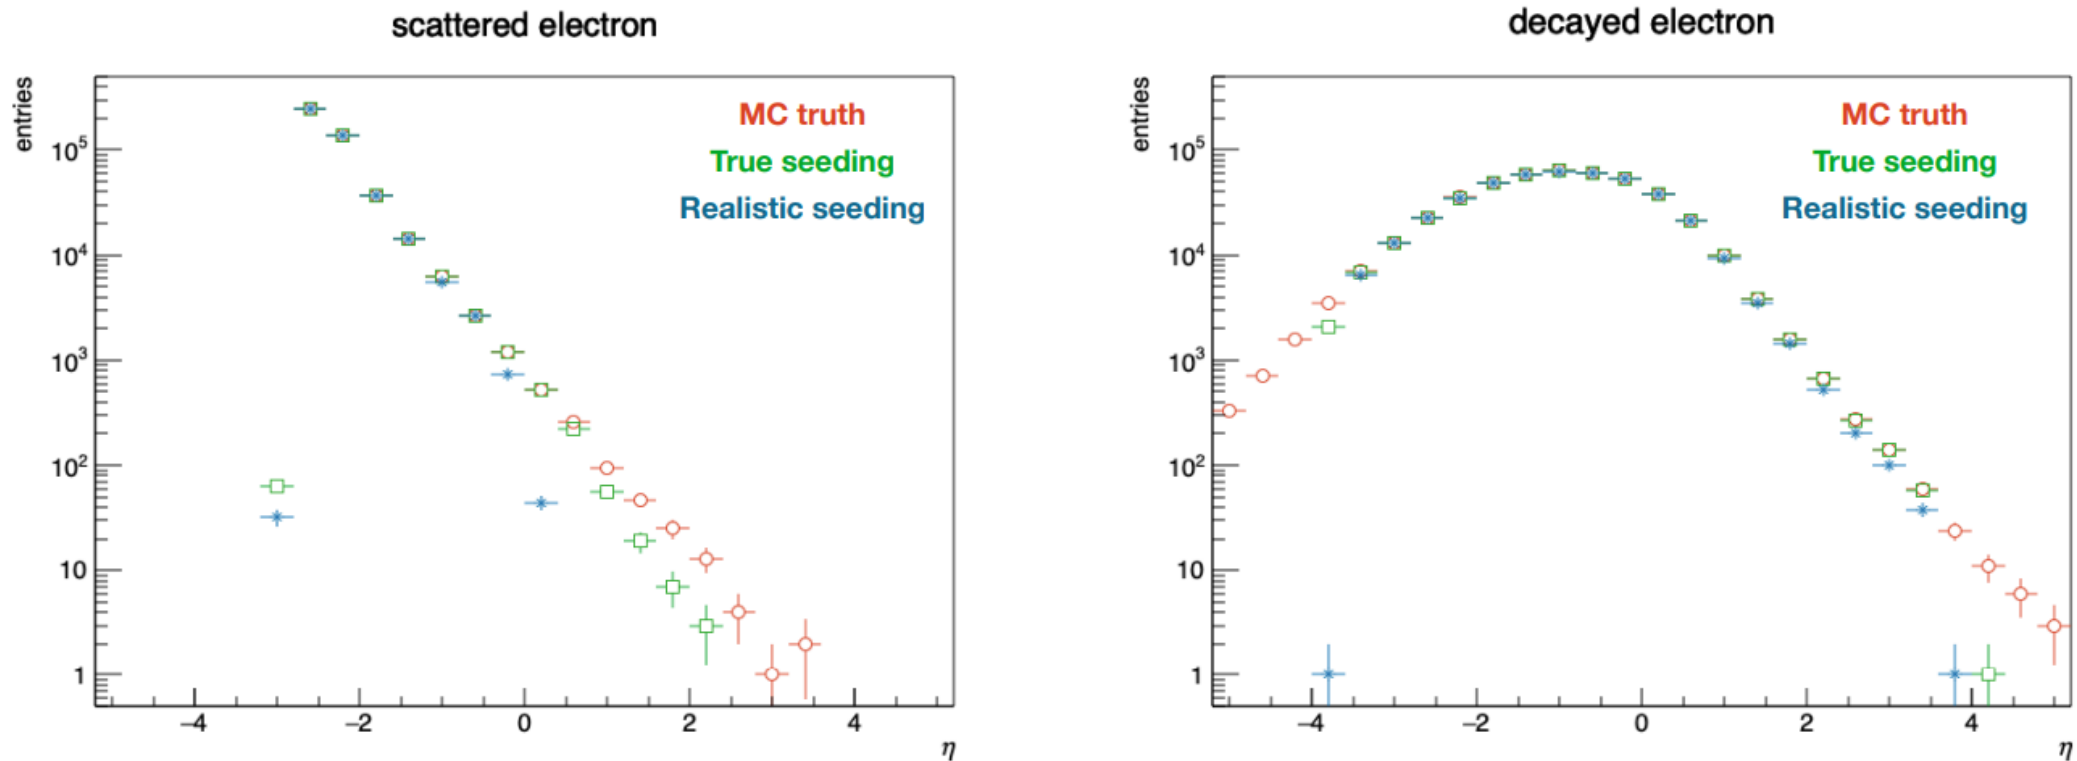 scattered electron
entries
MC truth
True seeding
Realistic seeding
10^5
10^4
10^3
10^2
10
1
−4 −2 0 2 4
η
decayed electron
entries
MC truth
True seeding
Realistic seeding
10^5
10^4
10^3
10^2
10
1
−4 −2 0 2 4
η